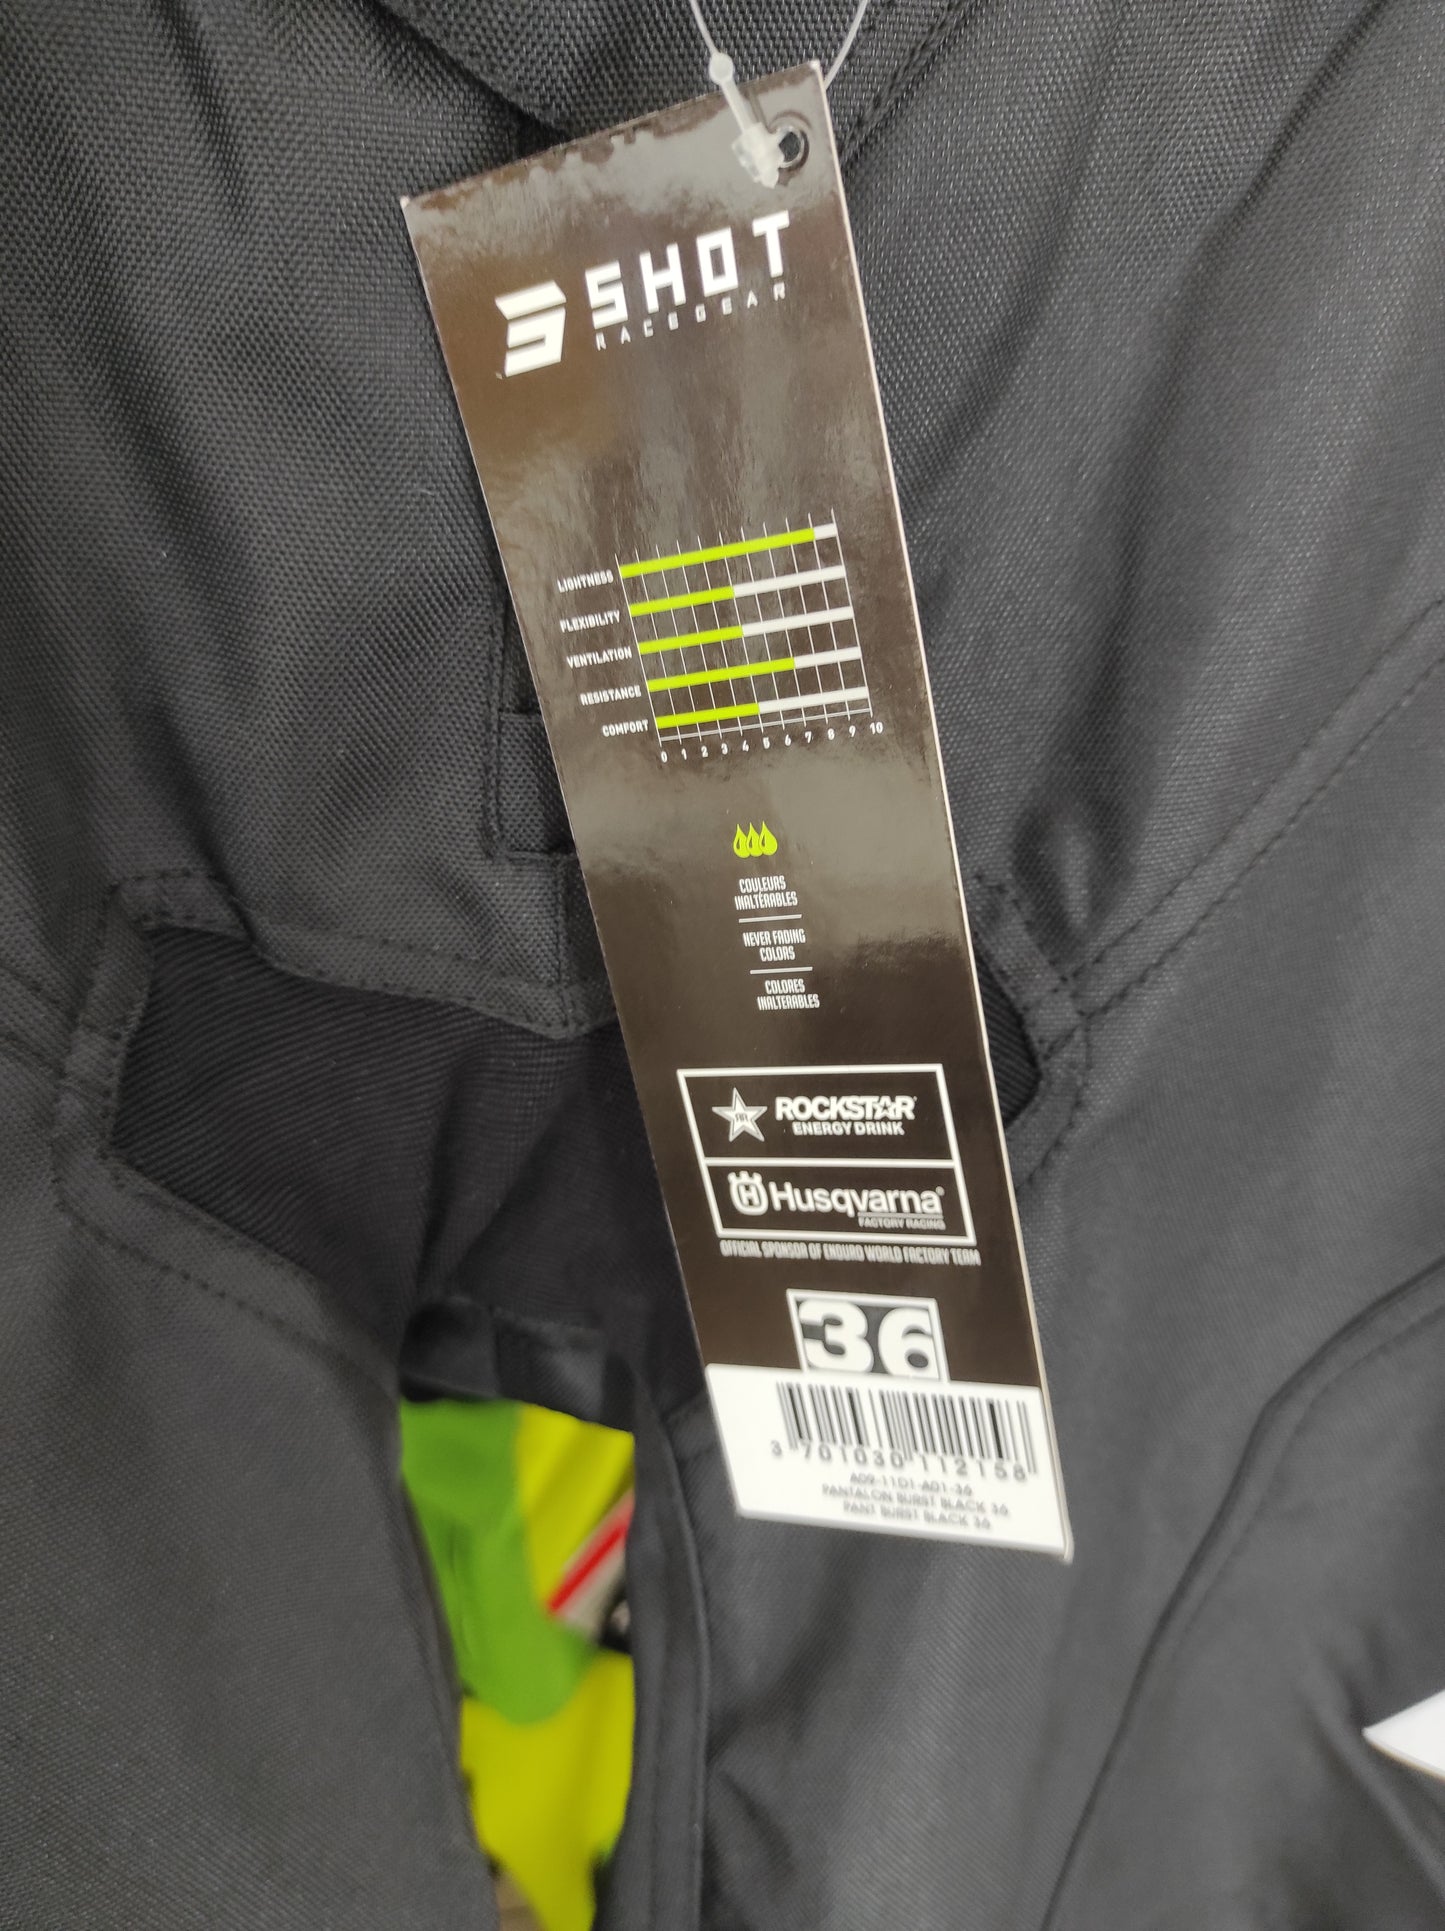 SHOT
RACEGEAR
LIGHTNESS
FLEXIBILITY
VENTILATION
RESISTANCE
COMFORT
0 1 2 3 4 5 6 7 8 9 10
COULEURS
INALTÉRABLES
NEVER FADING
COLORS
COLORES
INALTERABLES
ROCKSTAR
ENERGY DRINK
Husqvarna®
FACTORY RACING
OFFICIAL SPONSOR OF ENDURO WORLD FACTORY TEAM
36
3 701030 112158
A09-11D1-A01-36
PANTALON BURST BLACK 36
PANT BURST BLACK 36